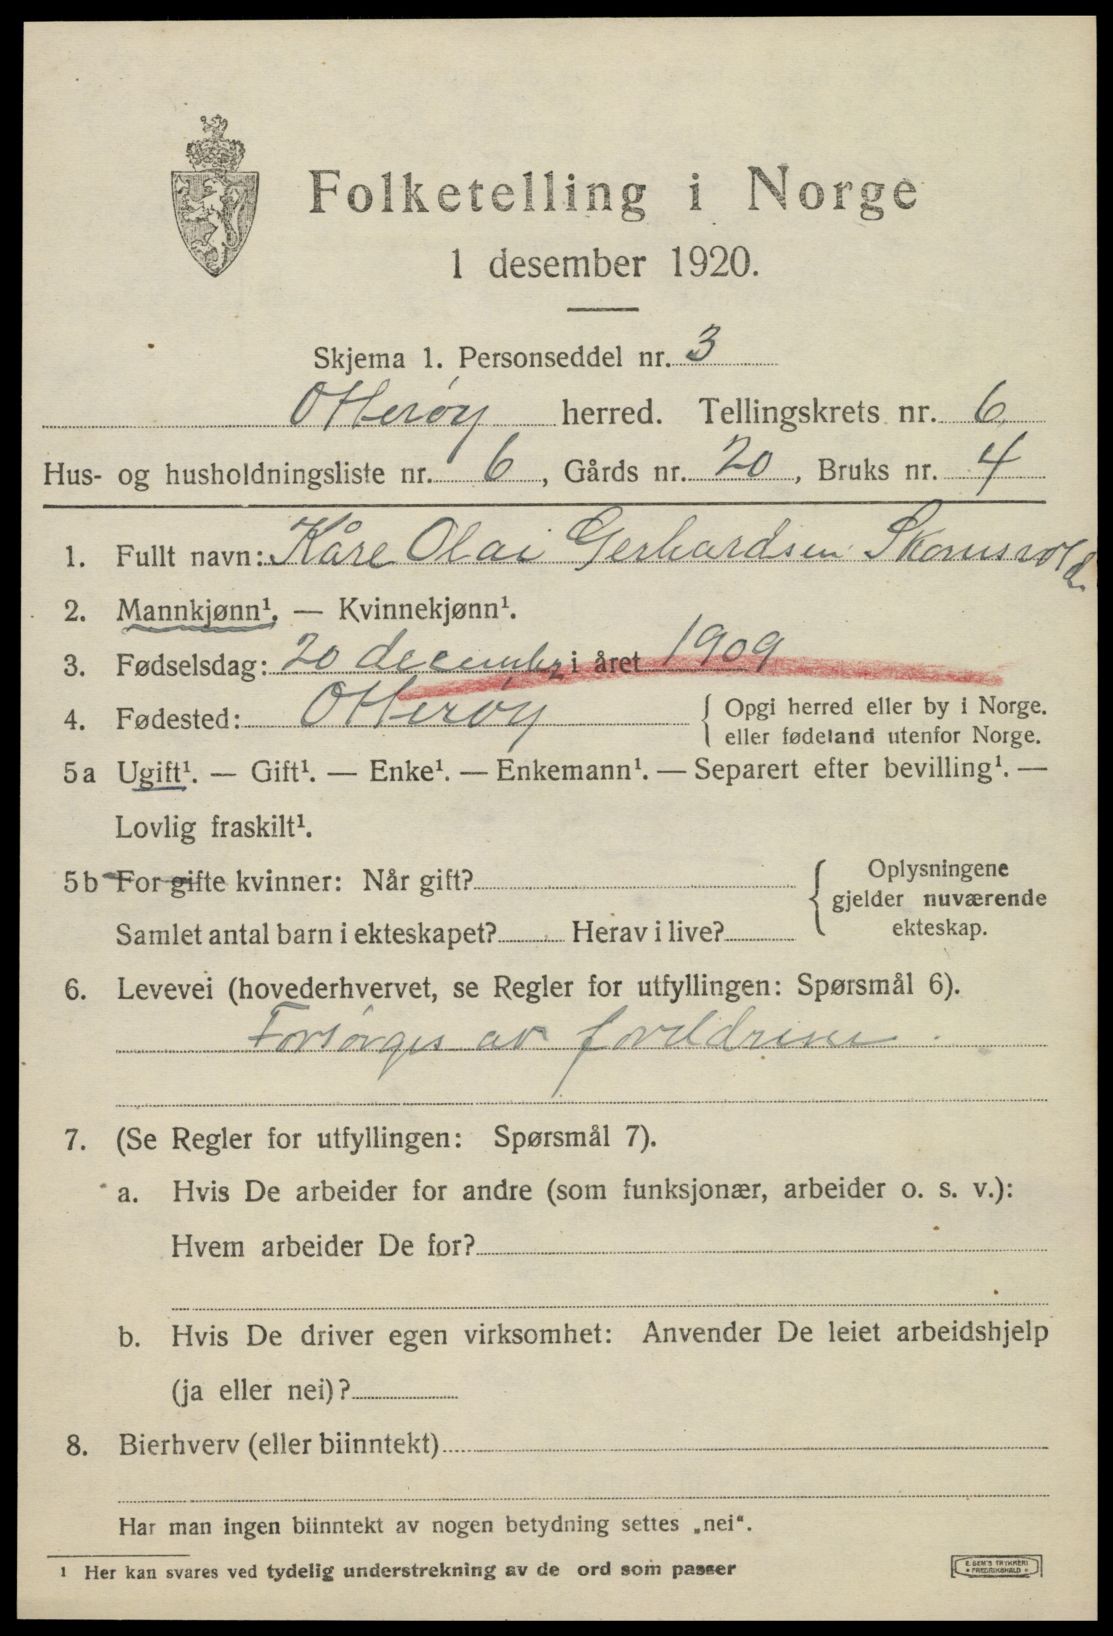 Folketelling i Norge
1 desember 1920.
Skjema 1. Personseddel nr. 3
Otterøy herred. Tellingskrets nr. 6
Hus- og husholdningsliste nr. 6, Gårds nr. 20, Bruks nr. 4
1. Fullt navn: Kåre Olai Gerhardsen
2. Mannkjønn¹. — Kvinnekjønn¹.
3. Fødselsdag: 20 december i året 1909
4. Fødested: Otterøy { Opgi herred eller by i Norge.
eller fødeland utenfor Norge.
5a Ugift¹. — Gift¹. — Enke¹. — Enkemann¹. — Separert efter bevilling¹. —
Lovlig fraskilt¹.
5b For gifte kvinner: Når gift? { Oplysningene
gjelder nuværende
Samlet antal barn i ekteskapet? Herav i live? ekteskap.
6. Levevei (hovederhvervet, se Regler for utfyllingen: Spørsmål 6).
Forsörges av foreldrene.
7. (Se Regler for utfyllingen: Spørsmål 7).
a. Hvis De arbeider for andre (som funksjonær, arbeider o. s. v.):
Hvem arbeider De for?
b. Hvis De driver egen virksomhet: Anvender De leiet arbeidshjelp
(ja eller nei)?
8. Bierhverv (eller biinntekt)
Har man ingen biinntekt av nogen betydning settes „nei“.
¹ Her kan svares ved tydelig understrekning av de ord som passer